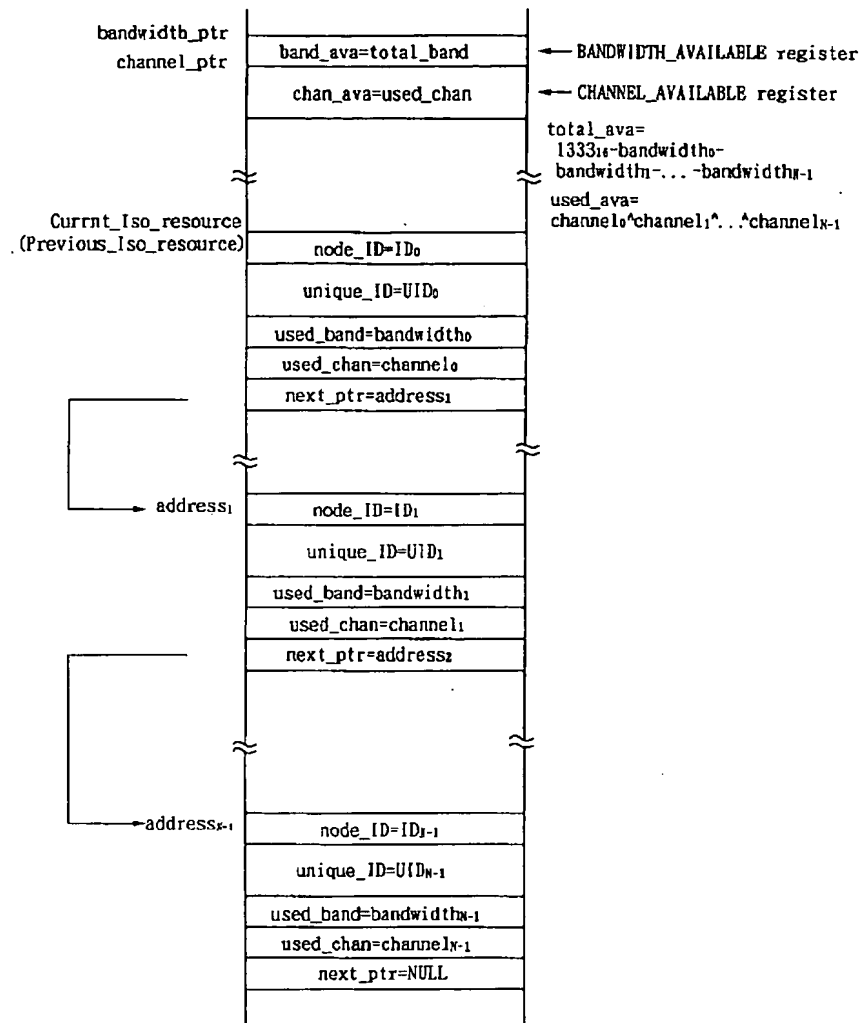 bandwidth_ptr
band_ava=total_band
BANDWIDTH_AVAILABLE register
channel_ptr
chan_ava=used_chan
CHANNEL_AVAILABLE register
total_ava=
1333₁₆-bandwidth₀-
bandwidth₁-...-bandwidth_N-1
used_ava=
channel₀^channel₁^...^channel_N-1
Currnt_Iso_resource
(Previous_Iso_resource)
node_ID=ID₀
unique_ID=UID₀
used_band=bandwidth₀
used_chan=channel₀
next_ptr=address₁
address₁
node_ID=ID₁
unique_ID=UID₁
used_band=bandwidth₁
used_chan=channel₁
next_ptr=address₂
address_N-1
node_ID=ID_N-1
unique_ID=UID_N-1
used_band=bandwidth_N-1
used_chan=channel_N-1
next_ptr=NULL